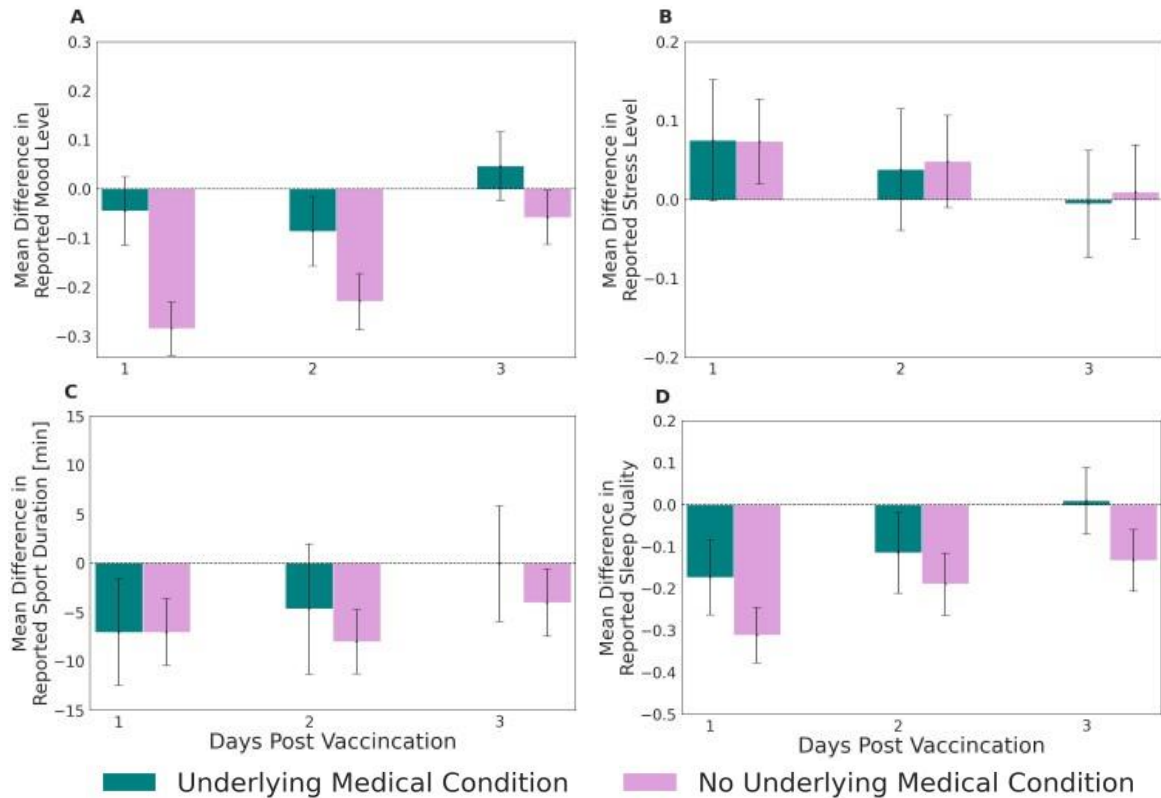 A
Mean Difference in
Reported Mood Level
0.3
0.2
0.1
0.0
−0.1
−0.2
−0.3
1
2
3
B
Mean Difference in
Reported Stress Level
0.2
0.1
0.0
−0.1
−0.2
1
2
3
C
Mean Difference in
Reported Sport Duration [min]
15
10
5
0
−5
−10
−15
1
2
3
Days Post Vaccincation
D
Mean Difference in
Reported Sleep Quality
0.2
0.1
0.0
−0.1
−0.2
−0.3
−0.4
−0.5
1
2
3
Days Post Vaccincation
Underlying Medical Condition
No Underlying Medical Condition